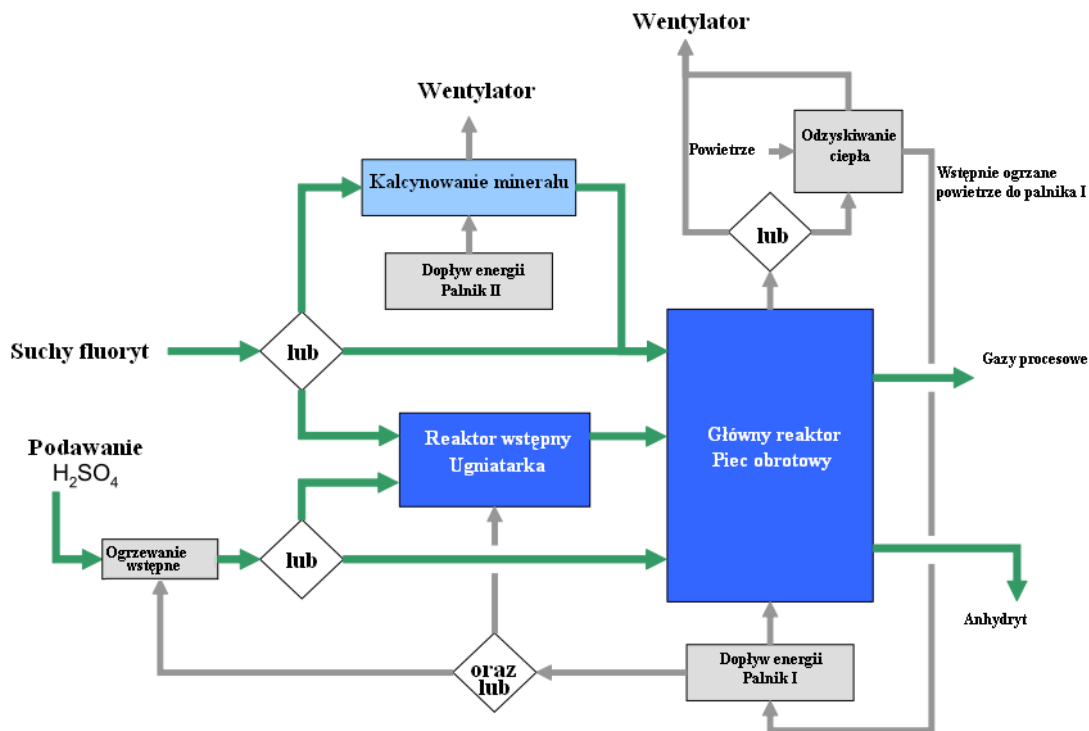 Wentylator
Wentylator
Odzyskiwanie
ciepła
Powietrze
Wstępnie ogrzane
powietrze do palnika I
Kalcynowanie minerału
lub
Dopływ energii
Palnik II
Suchy fluoryt
lub
Gazy procesowe
Reaktor wstępny
Ugniatarka
Główny reaktor
Piec obrotowy
Podawanie
H₂SO₄
Ogrzewanie
wstępne
lub
Anhydryt
oraz
lub
Dopływ energii
Palnik I